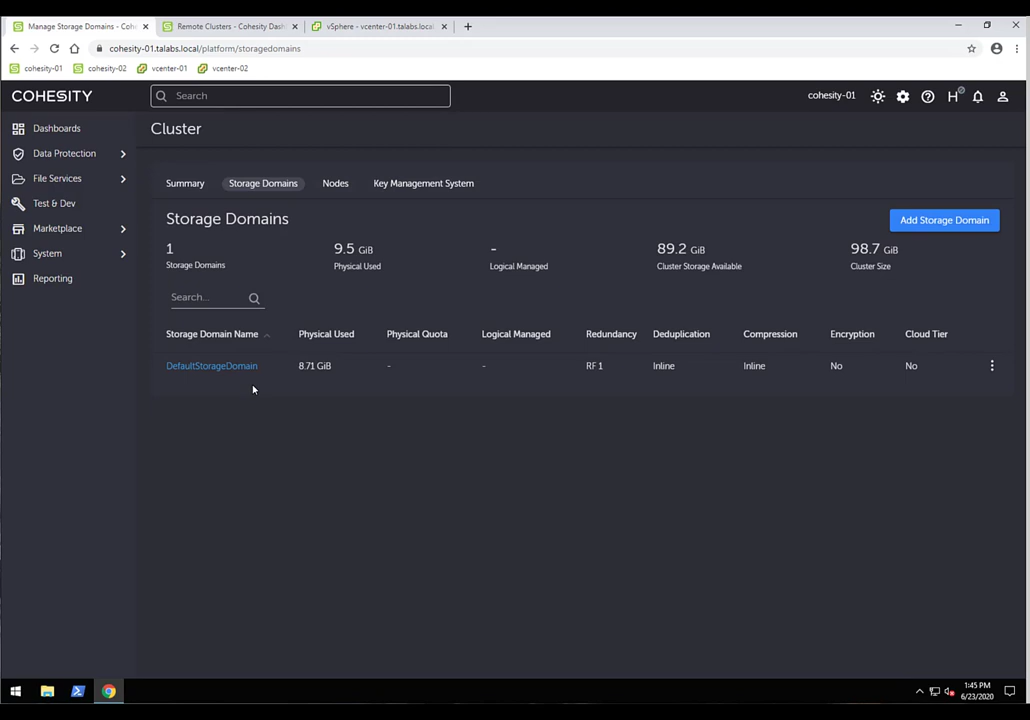 Manage Storage Domains - Cohe
Remote Clusters - Cohesity Dash
vSphere - vcenter-01.talabs.local
cohesity-01.talabs.local/platform/storagedomains
cohesity-01
cohesity-02
vcenter-01
vcenter-02
COHESITY
Search
cohesity-01
H
Dashboards
Data Protection
File Services
Test & Dev
Marketplace
System
Reporting
Cluster
Summary
Storage Domains
Nodes
Key Management System
Storage Domains
Add Storage Domain
1
9.5 GiB
-
89.2 GiB
98.7 GiB
Storage Domains
Physical Used
Logical Managed
Cluster Storage Available
Cluster Size
Search...
Storage Domain Name
Physical Used
Physical Quota
Logical Managed
Redundancy
Deduplication
Compression
Encryption
Cloud Tier
DefaultStorageDomain
8.71 GiB
-
-
RF 1
Inline
Inline
No
No
1:45 PM
6/23/2020